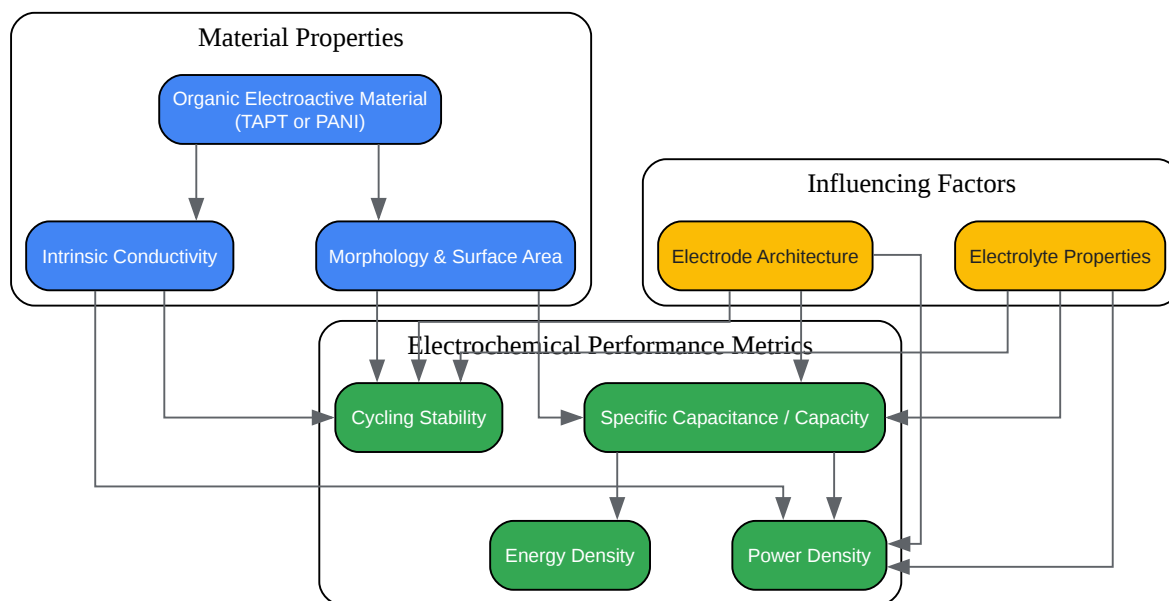 Material Properties
Organic Electroactive Material
(TAPT or PANI)
Intrinsic Conductivity
Morphology & Surface Area
Influencing Factors
Electrode Architecture
Electrolyte Properties
Electrochemical Performance Metrics
Cycling Stability
Specific Capacitance / Capacity
Energy Density
Power Density